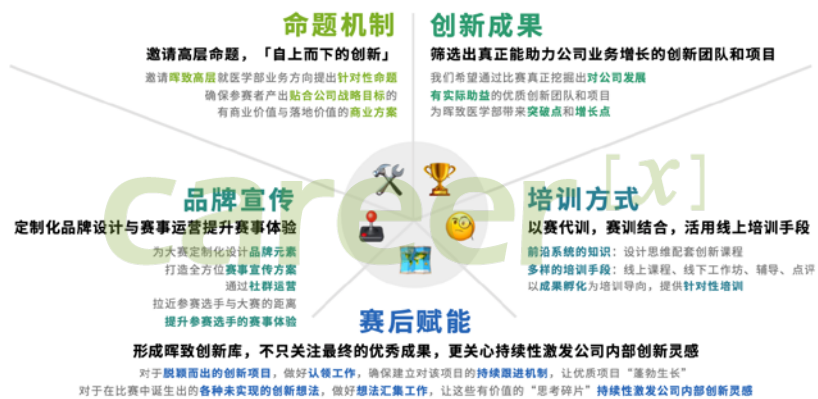 命题机制
邀请高层命题，「自上而下的创新」
邀请晖致高层就医学部业务方向提出针对性命题
确保参赛者产出贴合公司战略目标的
有商业价值与落地价值的商业方案
创新成果
筛选出真正能助力公司业务增长的创新团队和项目
我们希望通过比赛真正挖掘出对公司发展
有实际助益的优质创新团队和项目
为晖致医学部带来突破点和增长点
career[x]
品牌宣传
定制化品牌设计与赛事运营提升赛事体验
为大赛定制化设计品牌元素
打造全方位赛事宣传方案
通过社群运营
拉近参赛选手与大赛的距离
提升参赛选手的赛事体验
培训方式
以赛代训，赛训结合，活用线上培训手段
前沿系统的知识：设计思维配套创新课程
多样的培训手段：线上课程、线下工作坊、辅导、点评
以成果孵化为培训导向，提供针对性培训
赛后赋能
形成晖致创新库，不只关注最终的优秀成果，更关心持续性激发公司内部创新灵感
对于脱颖而出的创新项目，做好认领工作，确保建立对该项目的持续跟进机制，让优质项目“蓬勃生长”
对于在比赛中诞生出的各种未实现的创新想法，做好想法汇集工作，让这些有价值的“思考碎片”持续性激发公司内部创新灵感